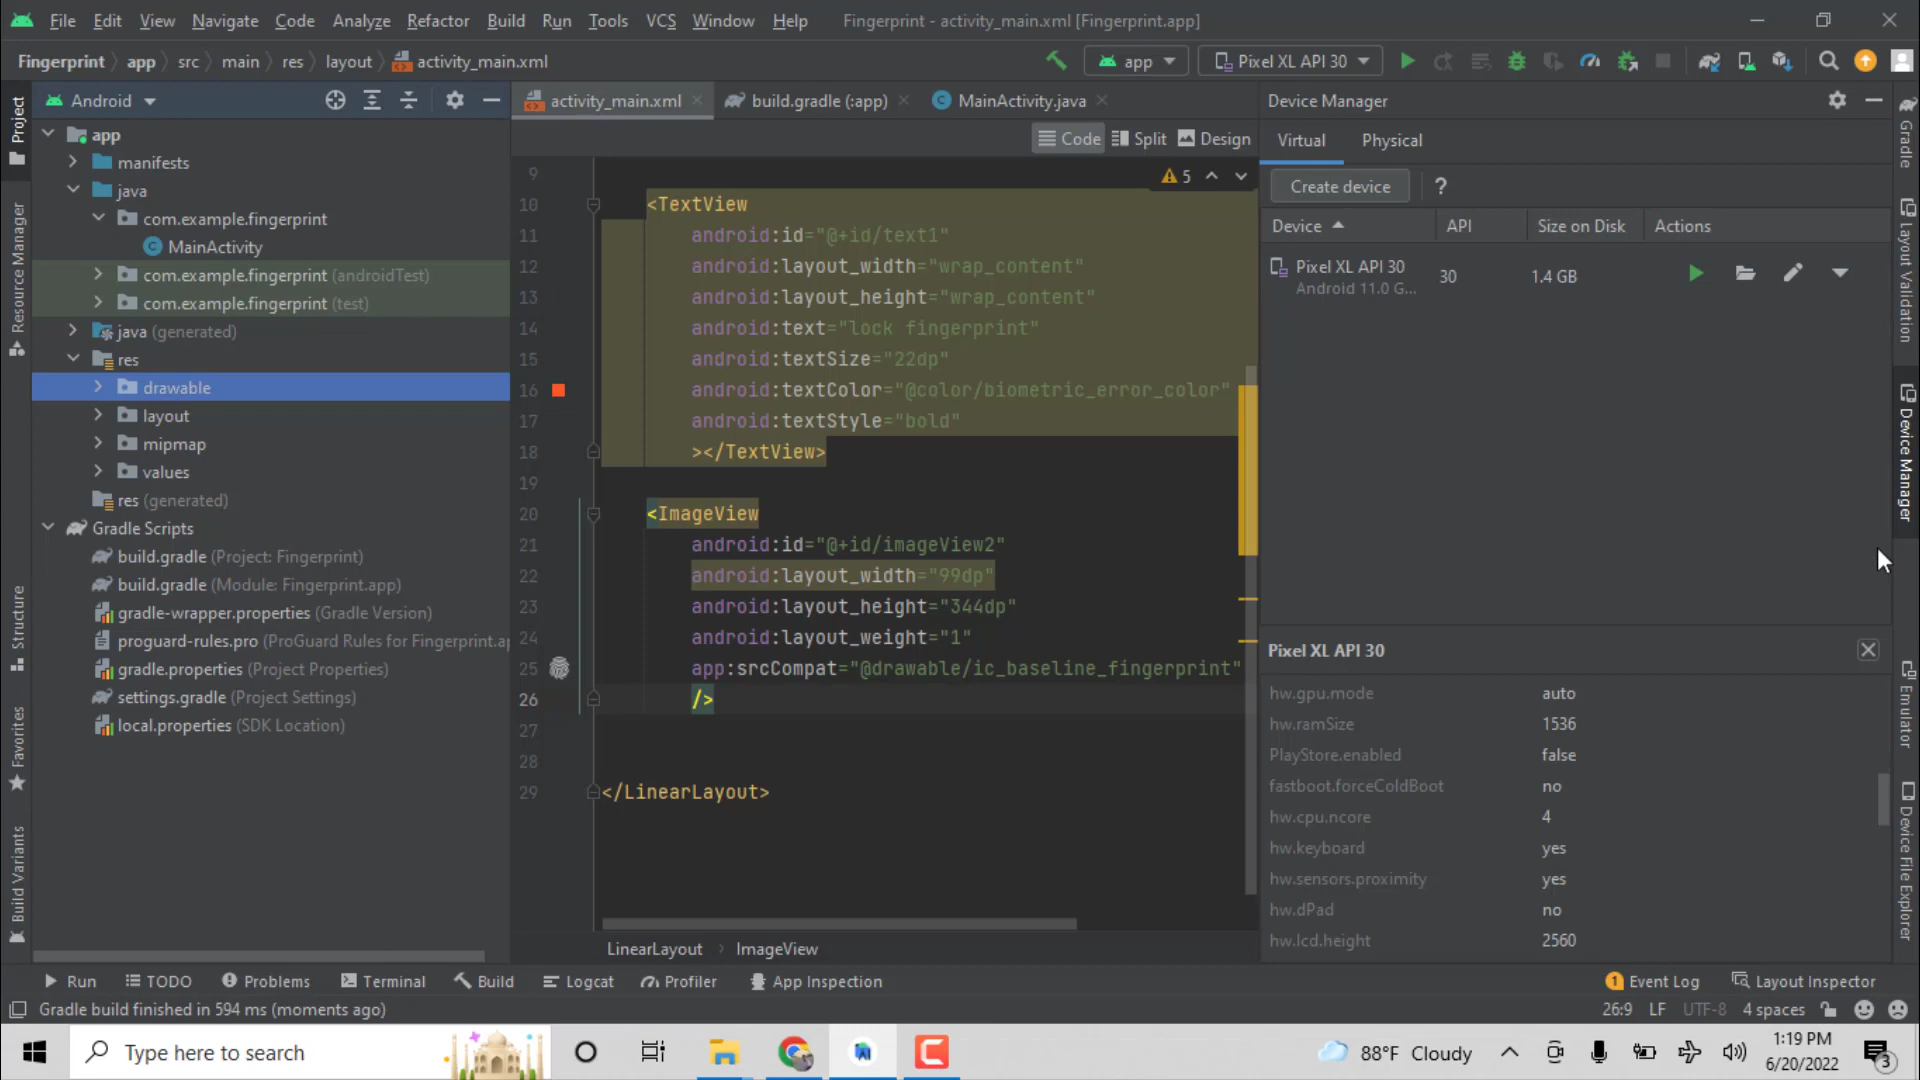 File Edit View Navigate Code Analyze Refactor Build Run Tools VCS Window Help Fingerprint - activity_main.xml [Fingerprint.app]
Fingerprint app src main res layout activity_main.xml app Pixel XL API 30
Android
activity_main.xml build.gradle (:app) MainActivity.java
Device Manager
Code Split Design
Virtual Physical
Create device ?
Device API Size on Disk Actions
Pixel XL API 30 30 1.4 GB
Android 11.0 G...
Project
Resource Manager
Structure
Favorites
Build Variants
app
manifests
java
com.example.fingerprint
MainActivity
com.example.fingerprint (androidTest)
com.example.fingerprint (test)
java (generated)
res
drawable
layout
mipmap
values
res (generated)
Gradle Scripts
build.gradle (Project: Fingerprint)
build.gradle (Module: Fingerprint.app)
gradle-wrapper.properties (Gradle Version)
proguard-rules.pro (ProGuard Rules for Fingerprint.ap
gradle.properties (Project Properties)
settings.gradle (Project Settings)
local.properties (SDK Location)
5
9
10 <TextView
11 android:id="@+id/text1"
12 android:layout_width="wrap_content"
13 android:layout_height="wrap_content"
14 android:text="lock fingerprint"
15 android:textSize="22dp"
16 android:textColor="@color/biometric_error_color"
17 android:textStyle="bold"
18 ></TextView>
19
20 <ImageView
21 android:id="@+id/imageView2"
22 android:layout_width="99dp"
23 android:layout_height="344dp"
24 android:layout_weight="1"
25 app:srcCompat="@drawable/ic_baseline_fingerprint"
26 />
27
28
29 </LinearLayout>
LinearLayout ImageView
Pixel XL API 30
hw.gpu.mode auto
hw.ramSize 1536
PlayStore.enabled false
fastboot.forceColdBoot no
hw.cpu.ncore 4
hw.keyboard yes
hw.sensors.proximity yes
hw.dPad no
hw.lcd.height 2560
Gradle
Layout Validation
Device Manager
Emulator
Device File Explorer
Run TODO Problems Terminal Build Logcat Profiler App Inspection 1 Event Log Layout Inspector
Gradle build finished in 594 ms (moments ago) 26:9 LF UTF-8 4 spaces
Type here to search 88°F Cloudy 1:19 PM
6/20/2022 3